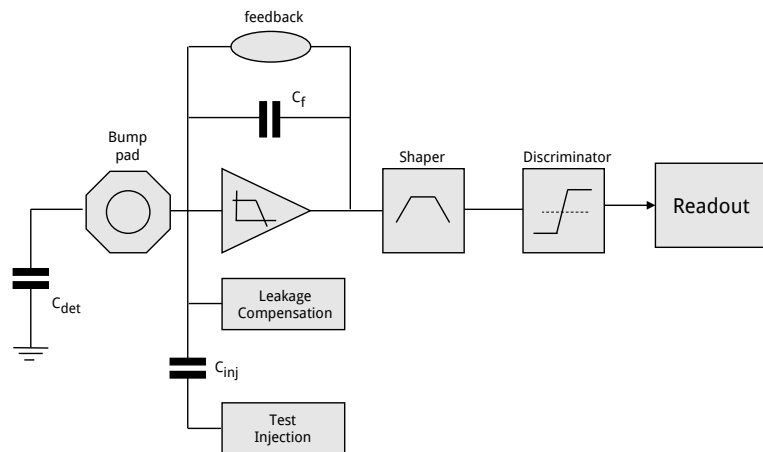 feedback
Cf
Bump
pad
Shaper
Discriminator
Readout
Cdet
Leakage
Compensation
Cinj
Test
Injection